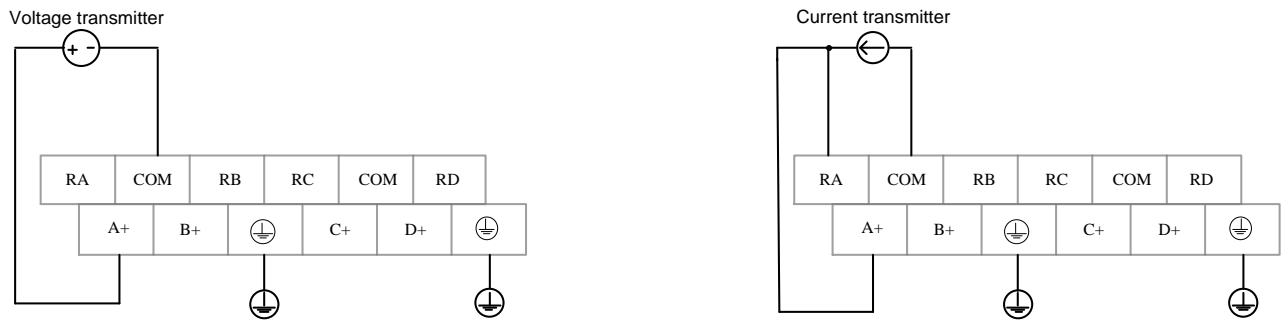 Voltage transmitter
+ -
RA COM RB RC COM RD
A+ B+ C+ D+
Current transmitter
RA COM RB RC COM RD
A+ B+ C+ D+